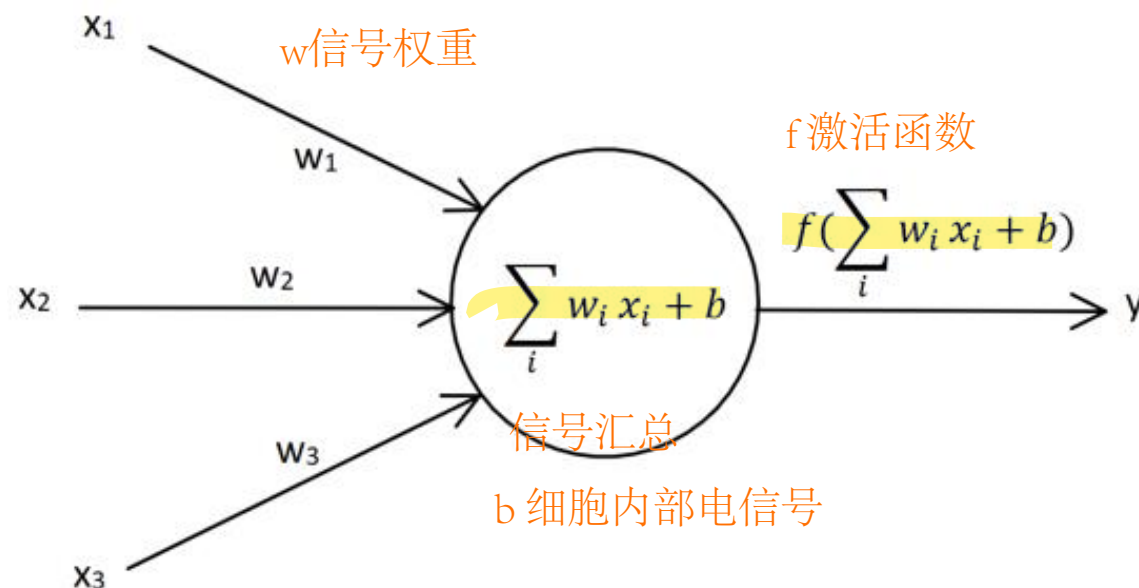 x₁
w信号权重
w₁
f激活函数
f(∑ᵢ wᵢ xᵢ + b)
x₂
w₂
∑ᵢ wᵢ xᵢ + b
y
信号汇总
w₃
b 细胞内部电信号
x₃